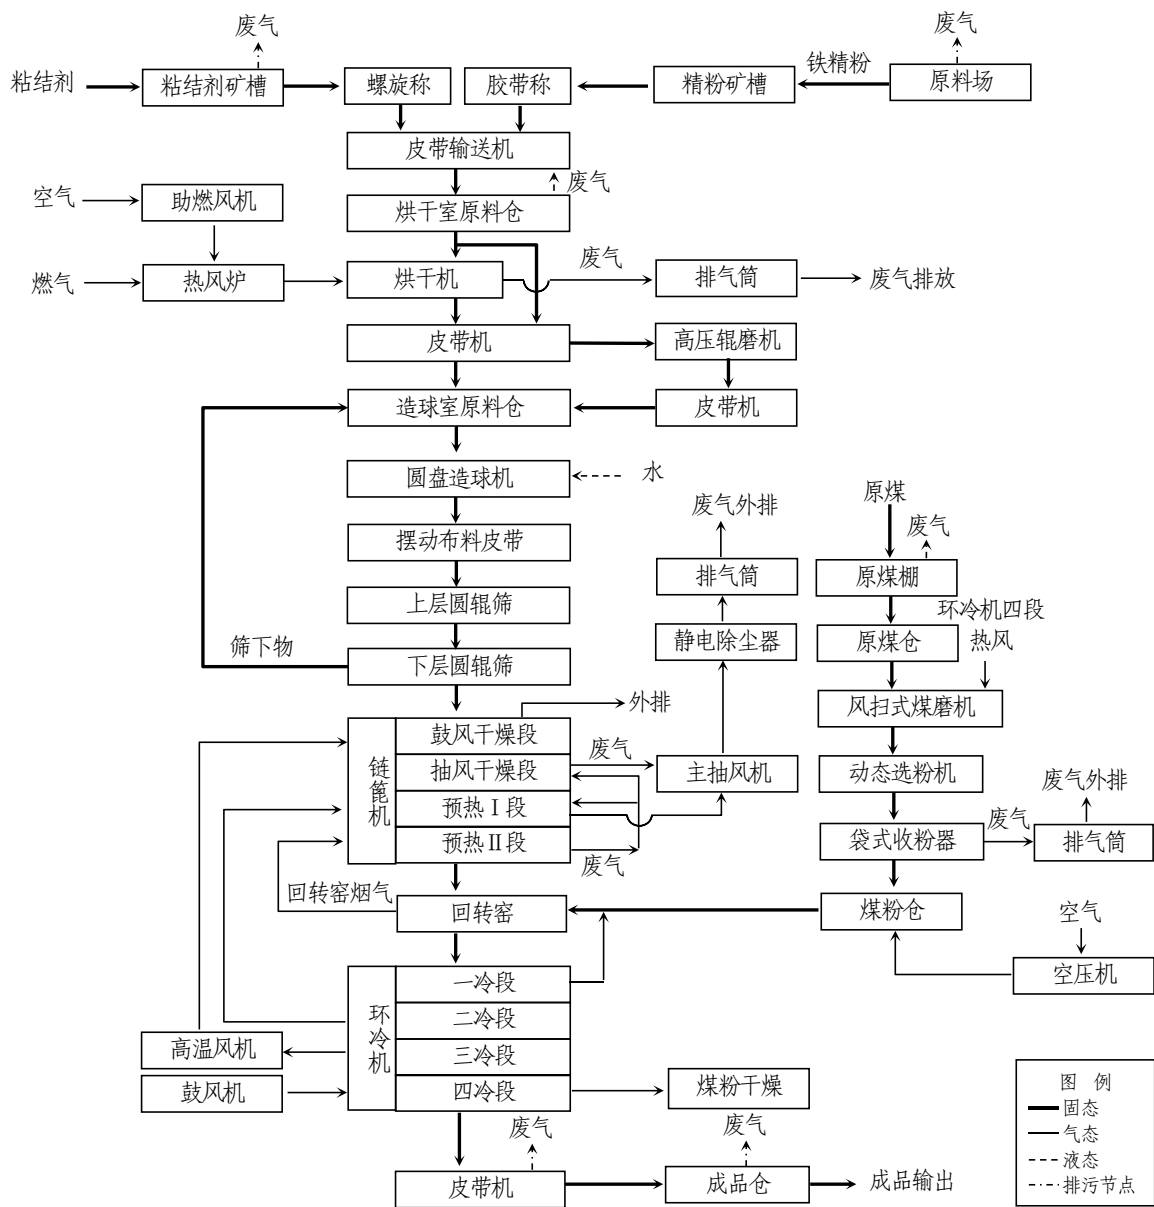 废气
废气
粘结剂
粘结剂矿槽
螺旋称
胶带称
精粉矿槽
铁精粉
原料场
皮带输送机
废气
空气
助燃风机
烘干室原料仓
燃气
热风炉
烘干机
废气
排气筒
废气排放
皮带机
高压辊磨机
造球室原料仓
皮带机
圆盘造球机
水
原煤
废气外排
废气
摆动布料皮带
排气筒
原煤棚
上层圆辊筛
环冷机四段
筛下物
静电除尘器
原煤仓
热风
下层圆辊筛
外排
风扫式煤磨机
链篦机
鼓风干燥段
废气
抽风干燥段
主抽风机
动态选粉机
废气外排
预热Ⅰ段
废气
预热Ⅱ段
废气
袋式收粉器
排气筒
回转窑烟气
回转窑
煤粉仓
空气
空压机
环冷机
一冷段
二冷段
高温风机
三冷段
鼓风机
四冷段
煤粉干燥
图 例
固态
气态
液态
排污节点
废气
废气
皮带机
成品仓
成品输出